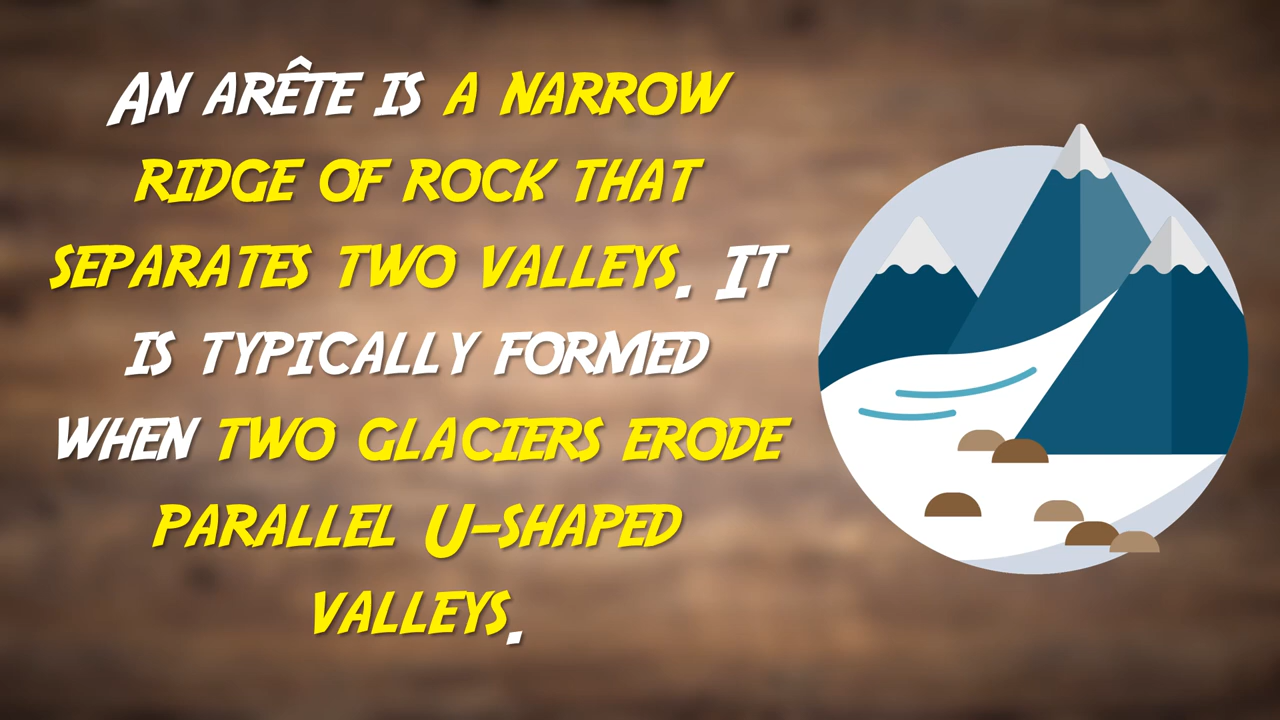 An arête is a narrow
ridge of rock that
separates two valleys. It
is typically formed
when two glaciers erode
parallel U-shaped
valleys.